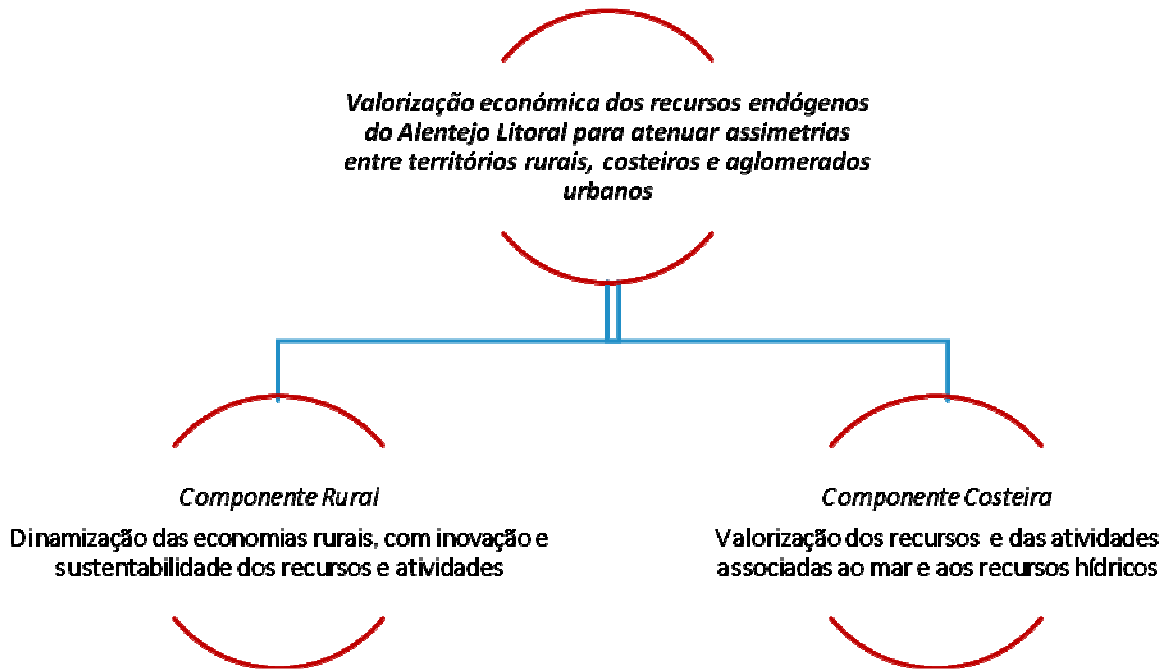 Valorização económica dos recursos endógenos
do Alentejo Litoral para atenuar assimetrias
entre territórios rurais, costeiros e aglomerados
urbanos
Componente Rural
Dinamização das economias rurais, com inovação e
sustentabilidade dos recursos e atividades
Componente Costeira
Valorização dos recursos e das atividades
associadas ao mar e aos recursos hídricos